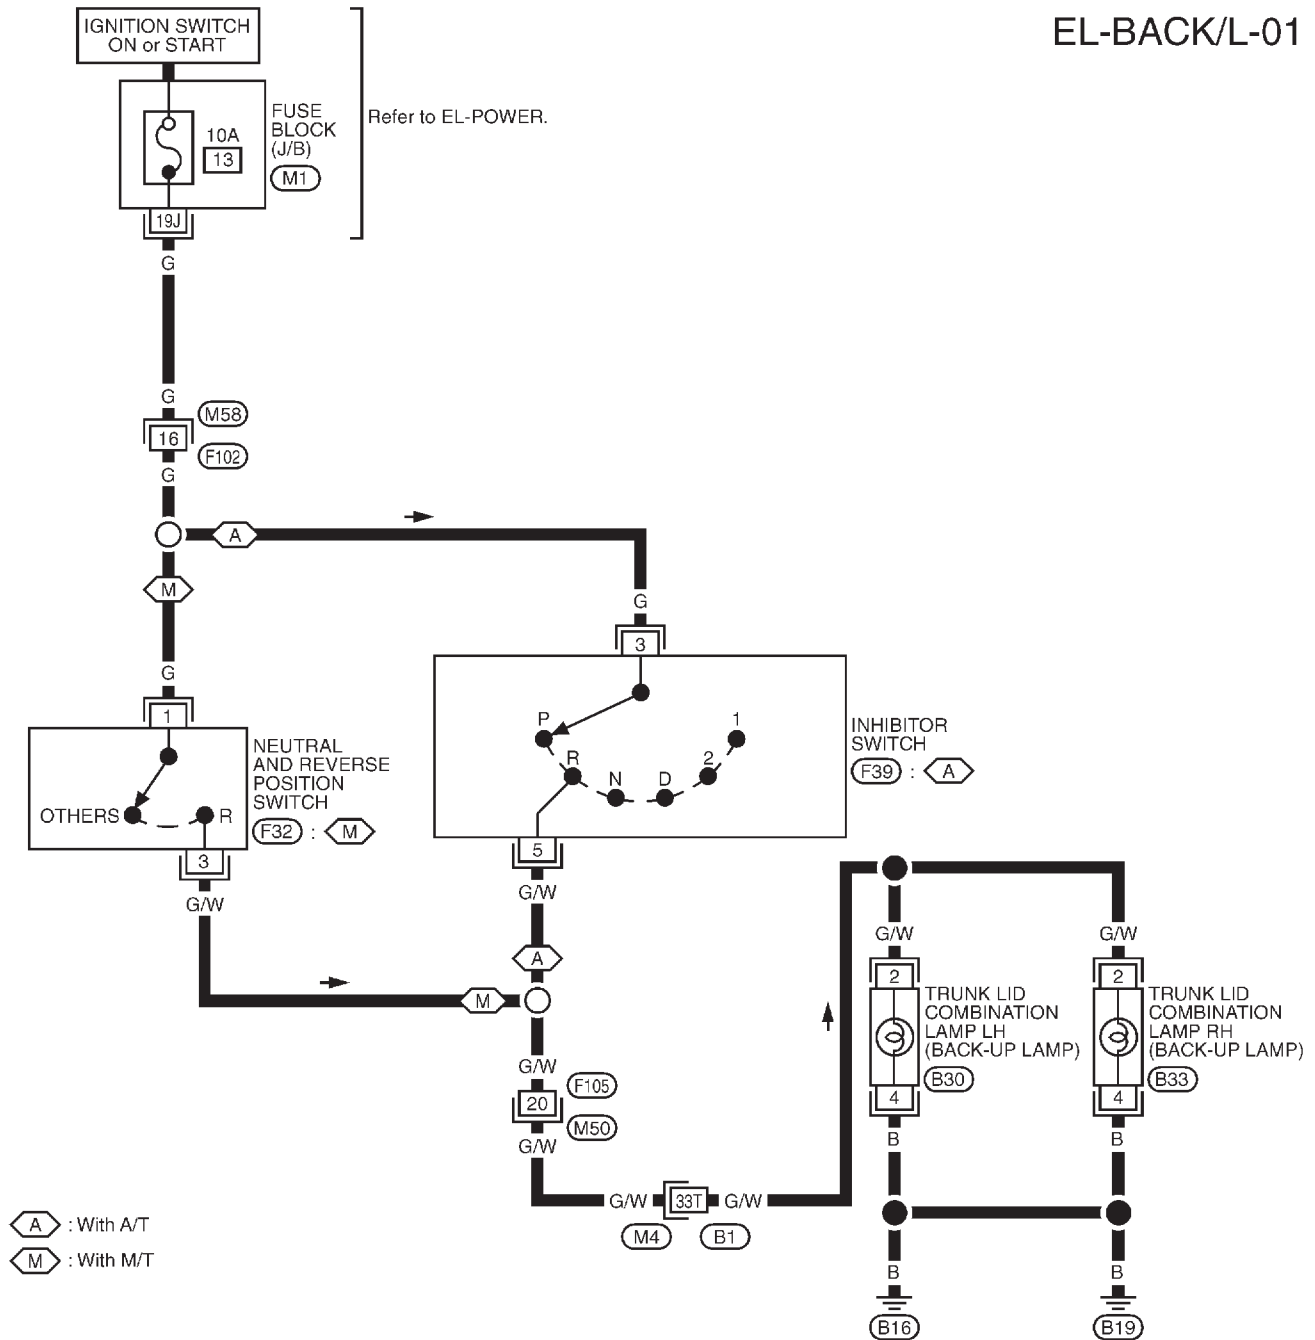 EL-BACK/L-01
IGNITION SWITCH
ON or START
FUSE
BLOCK
(J/B)
M1
10A
13
19J
Refer to EL-POWER.
G
G
16
M58
F102
G
A
M
G
G
3
1
OTHERS
R
NEUTRAL
AND REVERSE
POSITION
SWITCH
F32 : M
3
G/W
P
R
N
D
2
1
INHIBITOR
SWITCH
F39 : A
5
G/W
A
M
G/W
20
F105
M50
G/W
G/W
33T
G/W
M4
B1
G/W
G/W
2
TRUNK LID
COMBINATION
LAMP LH
(BACK-UP LAMP)
B30
4
B
2
TRUNK LID
COMBINATION
LAMP RH
(BACK-UP LAMP)
B33
4
B
B
B
B16
B19
A : With A/T
M : With M/T